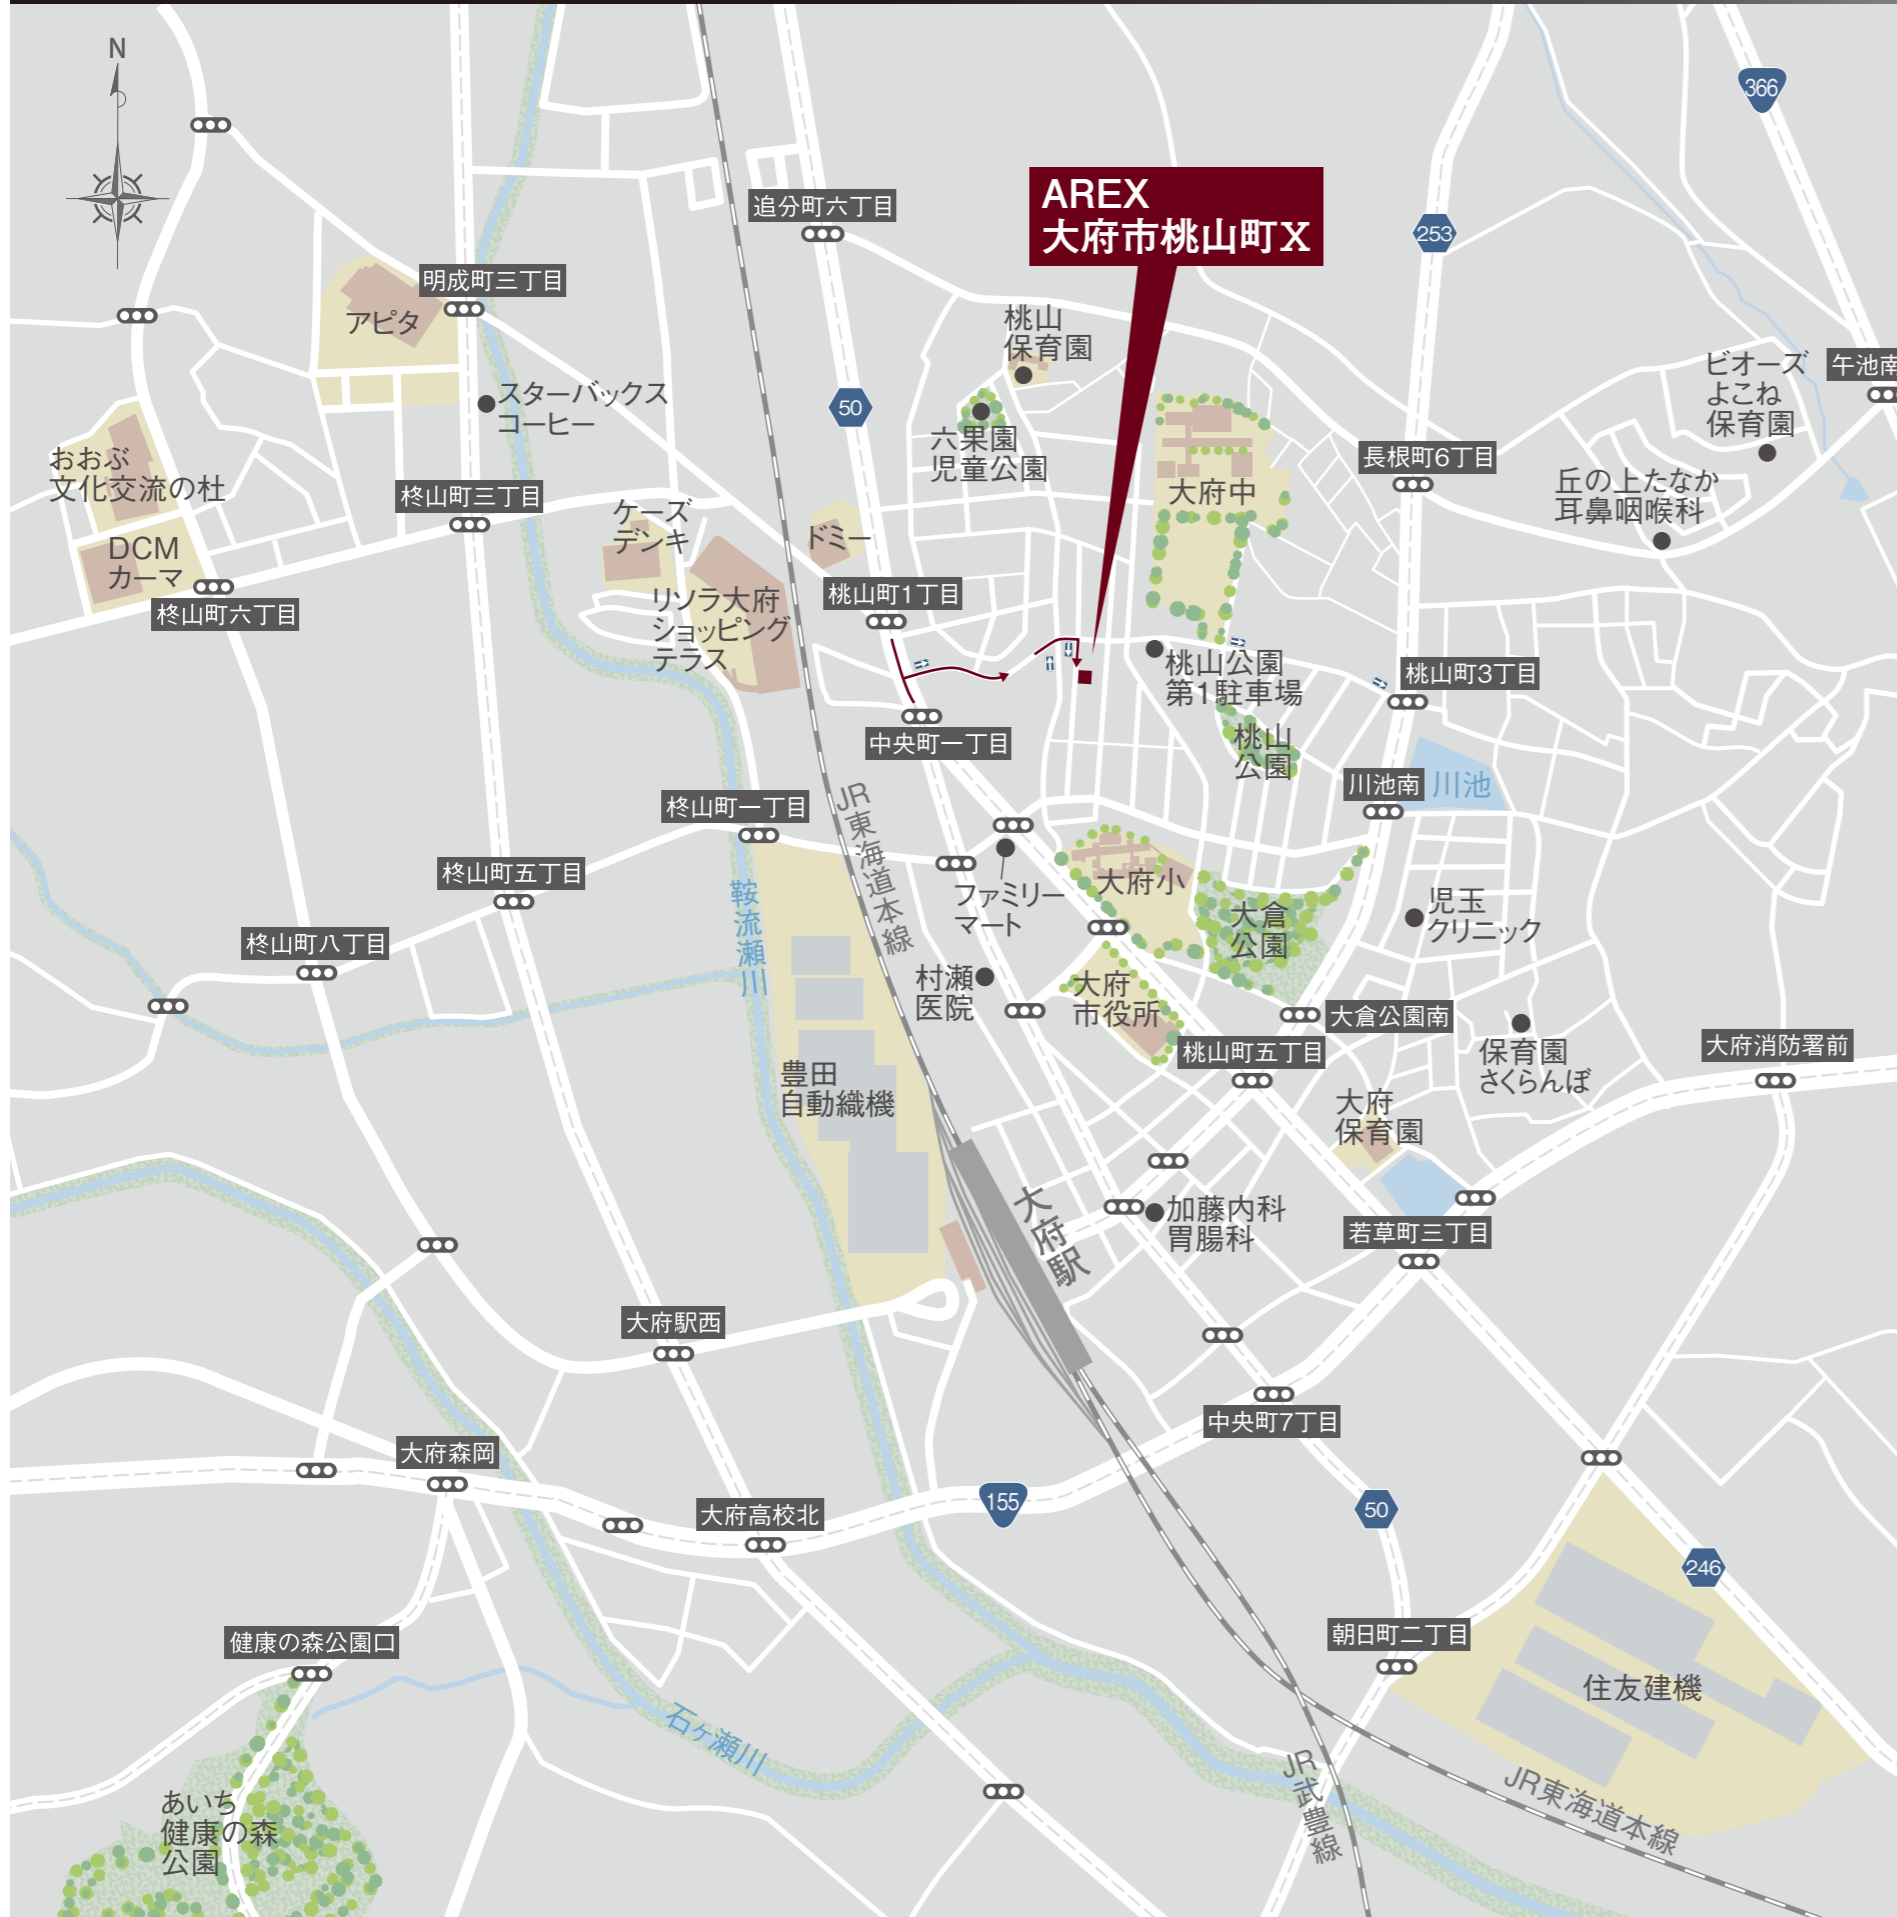 N
366
追分町六丁目
AREX
大府市桃山町X
253
明成町三丁目
アピタ
桃山
保育園
ビオーズ
よこね
保育園
午池南
スターバックス
コーヒー
50
六果園
児童公園
おおぶ
文化交流の杜
柊山町三丁目
長根町6丁目
丘の上たなか
耳鼻咽喉科
ケーズ
デンキ
ドミー
大府中
DCM
カーマ
柊山町六丁目
リソラ大府
ショッピング
テラス
桃山町1丁目
桃山公園
第1駐車場
桃山町3丁目
中央町一丁目
桃山
公園
川池南
川池
柊山町一丁目
JR東海道本線
柊山町五丁目
ファミリー
マート
大府小
大倉
公園
児玉
クリニック
鞍流瀬川
柊山町八丁目
村瀬
医院
大府
市役所
大倉公園南
桃山町五丁目
保育園
さくらんぼ
大府消防署前
豊田
自動織機
大府
保育園
大府駅
加藤内科
胃腸科
若草町三丁目
大府駅西
中央町7丁目
大府森岡
大府高校北
155
50
246
健康の森公園口
朝日町二丁目
住友建機
石ヶ瀬川
JR武豊線
JR東海道本線
あいち
健康の森
公園